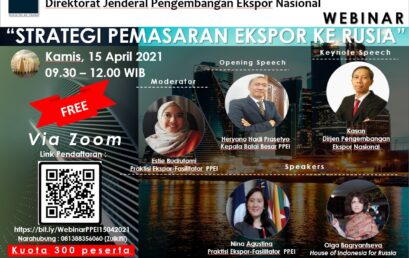 Direktorat Jenderal Pengembangan Ekspor Nasional
WEBINAR
“STRATEGI PEMASARAN EKSPOR KE RUSIA”
Kamis, 15 April 2021
09.30 – 12.00 WIB
FREE
Via Zoom
Link Pendaftaran :
https://bit.ly/WebinarPPEI15042021
Narahubung : 081388356060 (Zulkifli)
Kuota 300 peserta
Moderator
Estie Budiutami
Praktisi Ekspor-Fasilitator PPEI
Opening Speech
Heryono Hadi Prasetyo
Kepala Balai Besar PPEI
Keynote Speech
Kasan
Dirjen Pengembangan
Ekspor Nasional
Speakers
Nina Agustina
Praktisi Ekspor-Fasilitator PPEI
Olga Bagryantseva
House of Indonesia for Russia